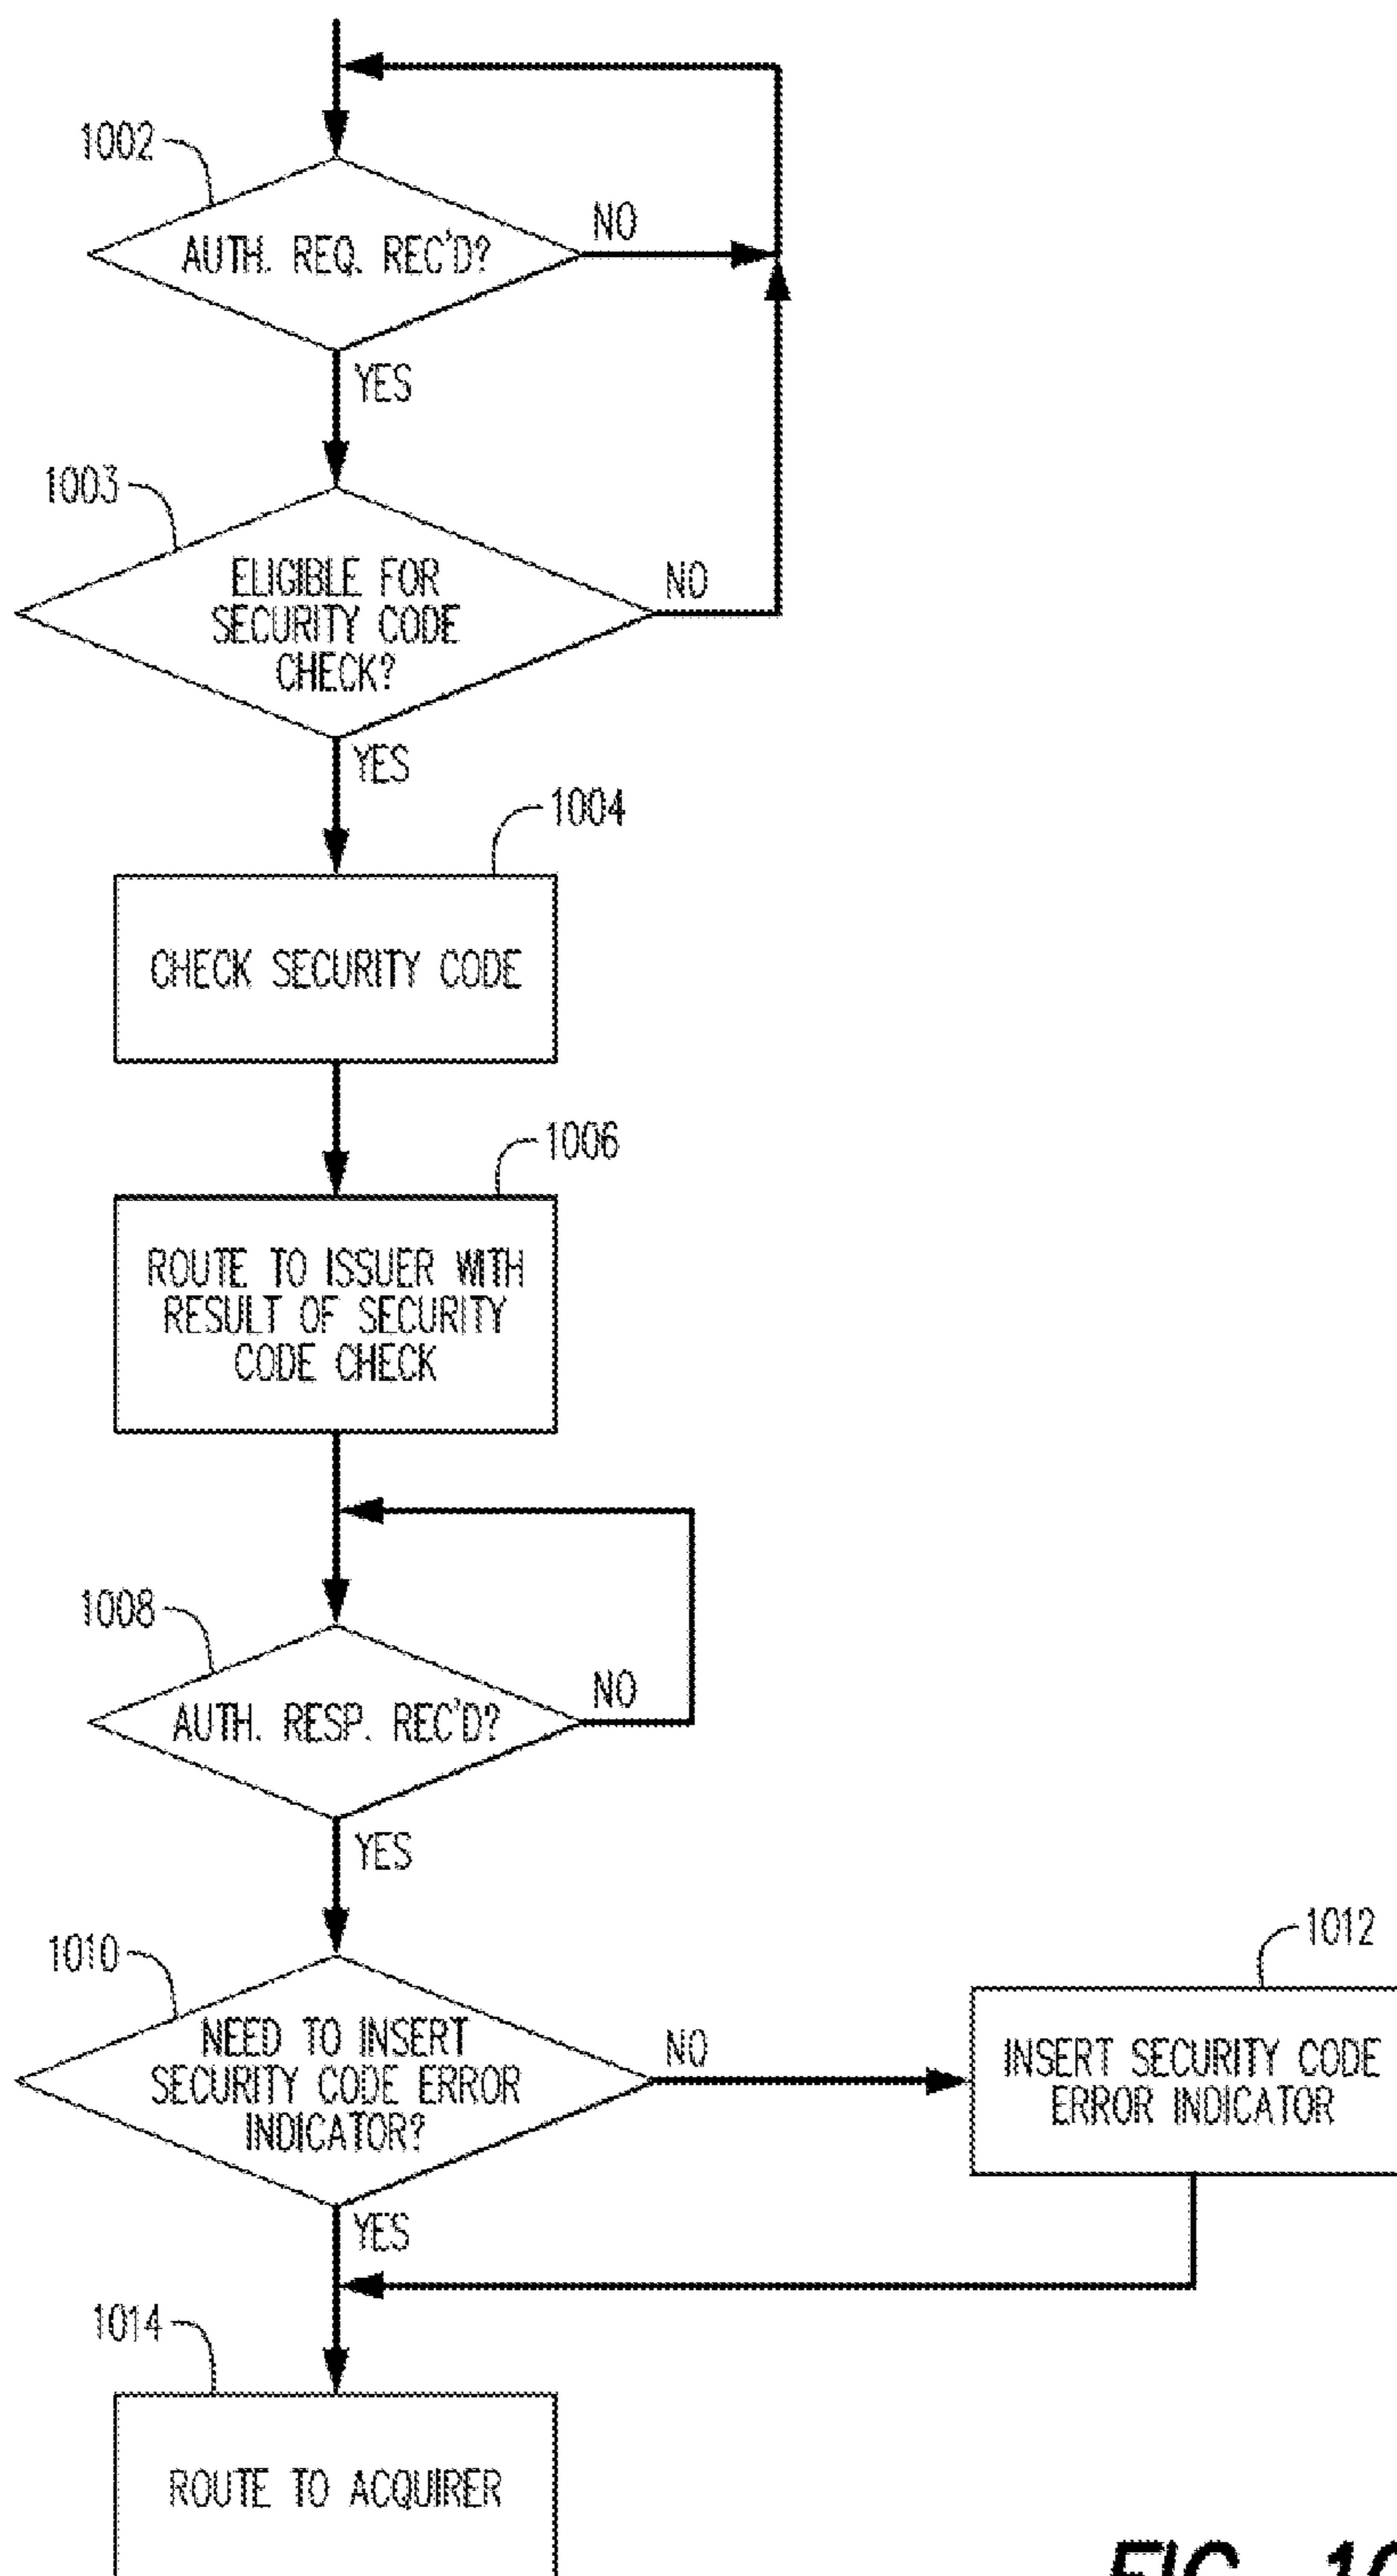 1002
AUTH. REQ. REC'D?
NO
YES
1003
ELIGIBLE FOR
SECURITY CODE
CHECK?
NO
YES
1004
CHECK SECURITY CODE
1006
ROUTE TO ISSUER WITH
RESULT OF SECURITY
CODE CHECK
1008
AUTH. RESP. REC'D?
NO
YES
1010
NEED TO INSERT
SECURITY CODE ERROR
INDICATOR?
NO
1012
INSERT SECURITY CODE
ERROR INDICATOR
YES
1014
ROUTE TO ACQUIRER
FIG. 10